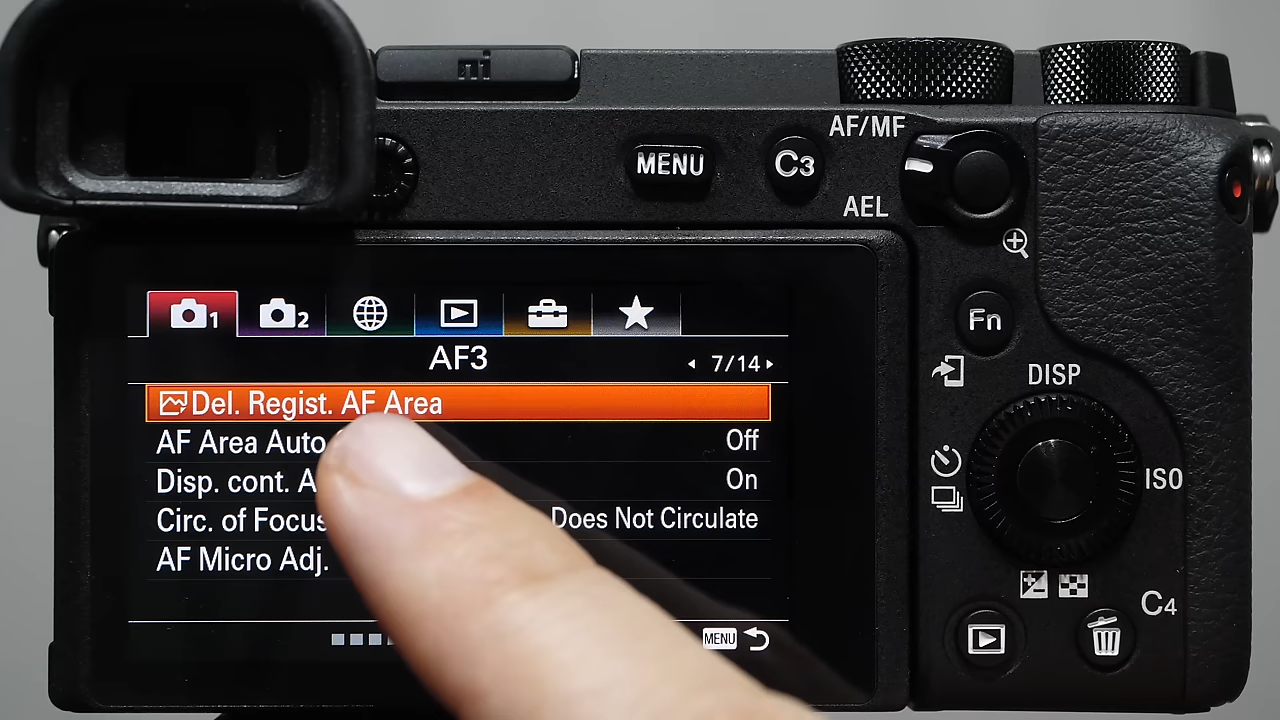 AF/MF
MENU
C3
AEL
Fn
1
2
AF3
7/14
DISP
Del. Regist. AF Area
AF Area Auto
Off
Disp. cont. A
On
ISO
Circ. of Focus
Does Not Circulate
AF Micro Adj.
C4
MENU